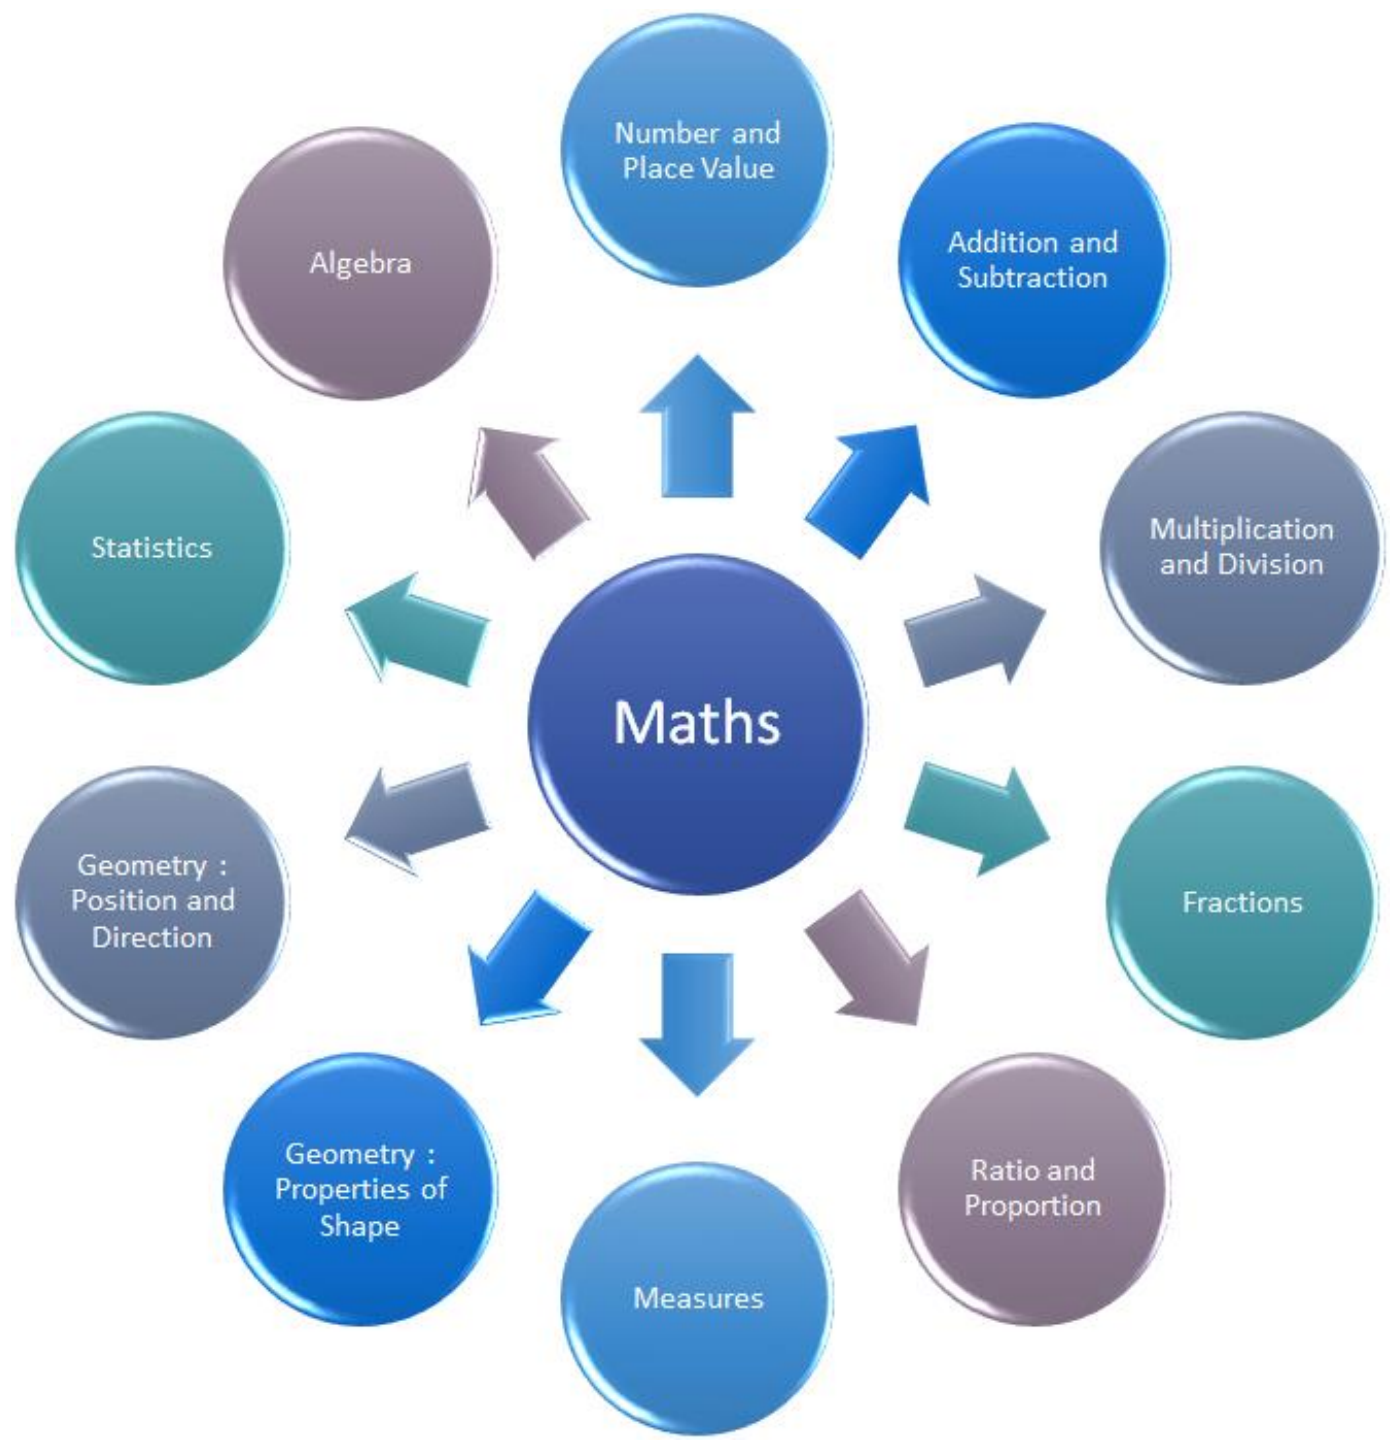 Number and
Place Value
Addition and
Subtraction
Multiplication
and Division
Fractions
Ratio and
Proportion
Measures
Geometry :
Properties of
Shape
Geometry :
Position and
Direction
Statistics
Algebra
Maths